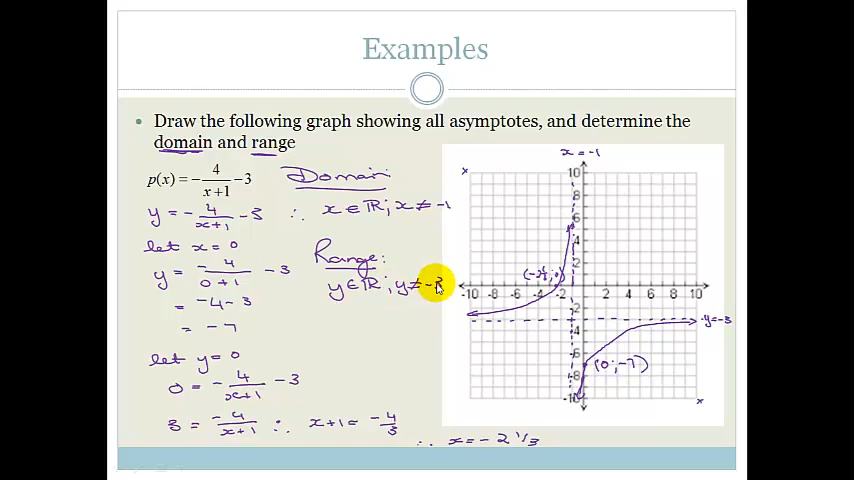 Examples
• Draw the following graph showing all asymptotes, and determine the
domain and range
p(x) = -4/(x+1) - 3
Domain
y = -4/(x+1) - 3
∴ x ∈ ℝ; x ≠ -1
let x = 0
Range:
y = -4/(0+1) - 3
y ∈ ℝ; y ≠ -3
= -4 - 3
= -7
let y = 0
0 = -4/(x+1) - 3
3 = -4/(x+1) ∴ x+1 = -4/3
∴ x = -2 1/3
x = -1
x
10
8
6
4
2
(-2⅓;0)
-10 -8 -6 -4 -2 2 4 6 8 10
-2
y = -3
-4
-6
(0;-7)
-8
-10
x